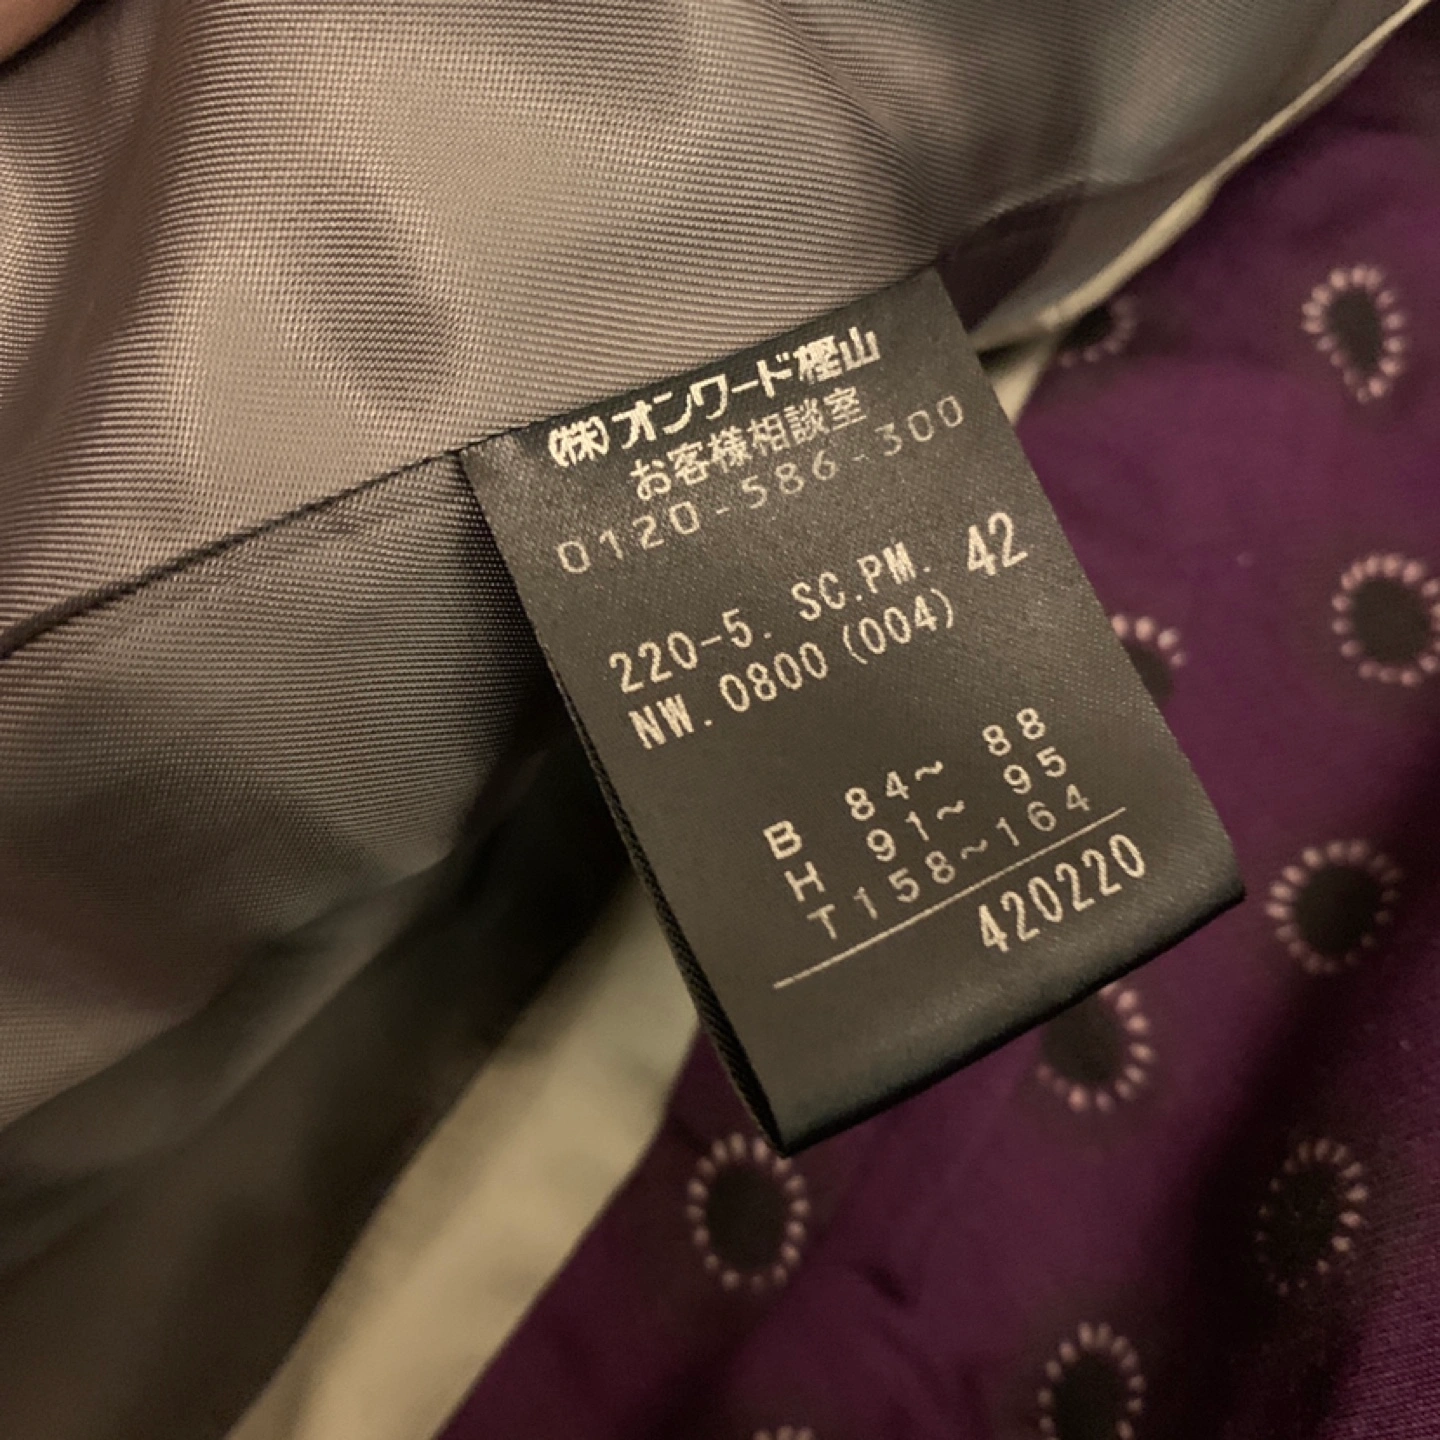 ㈱オンワード樫山
お客様相談室
0120-586-300
220-5. SC.PM. 42
NW. 0800 (004)
B 84~ 88
H 91~ 95
T 158~164
420220